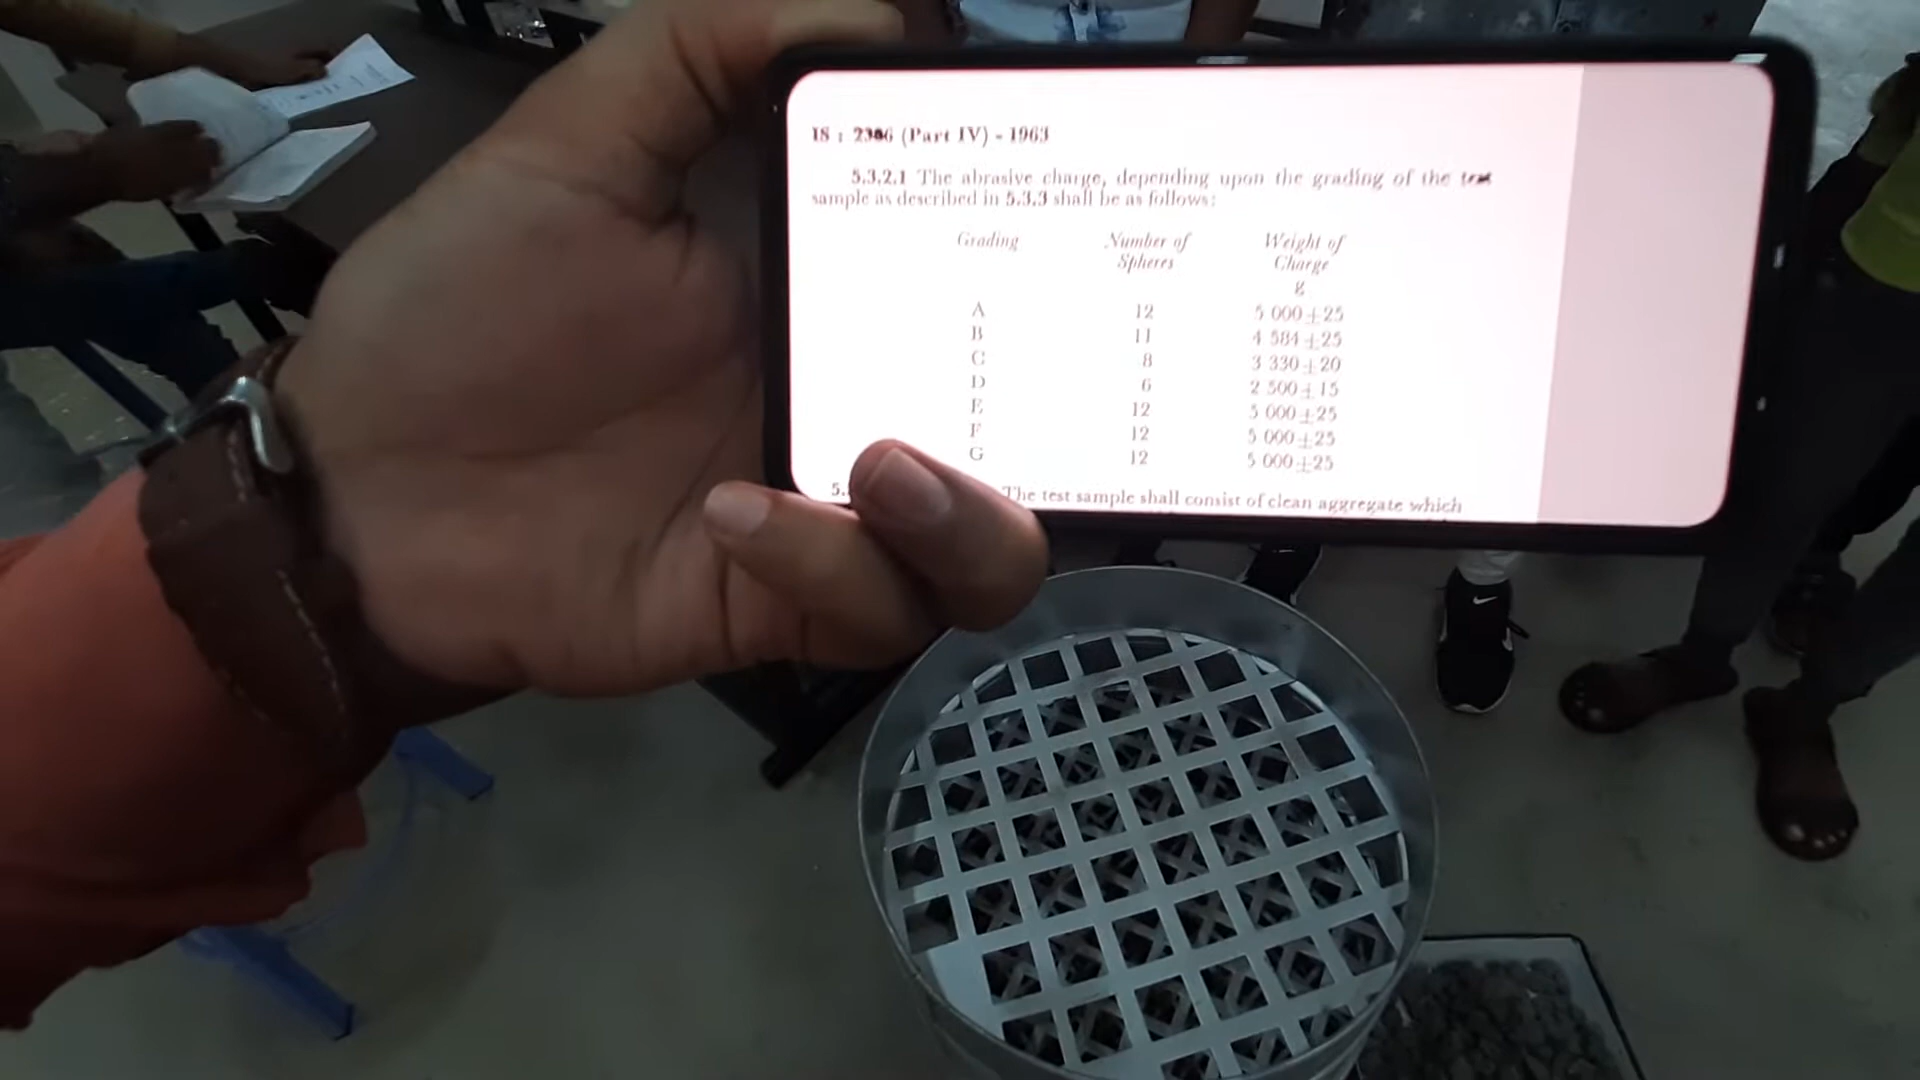 IS : 2386 (Part IV) - 1963
5.3.2.1 The abrasive charge, depending upon the grading of the test
sample as described in 5.3.3 shall be as follows:
Grading Number of Spheres Weight of Charge g
A 12 5 000±25
B 11 4 584±25
C 8 3 330±20
D 6 2 500±15
E 12 5 000±25
F 12 5 000±25
G 12 5 000±25
5. The test sample shall consist of clean aggregate which